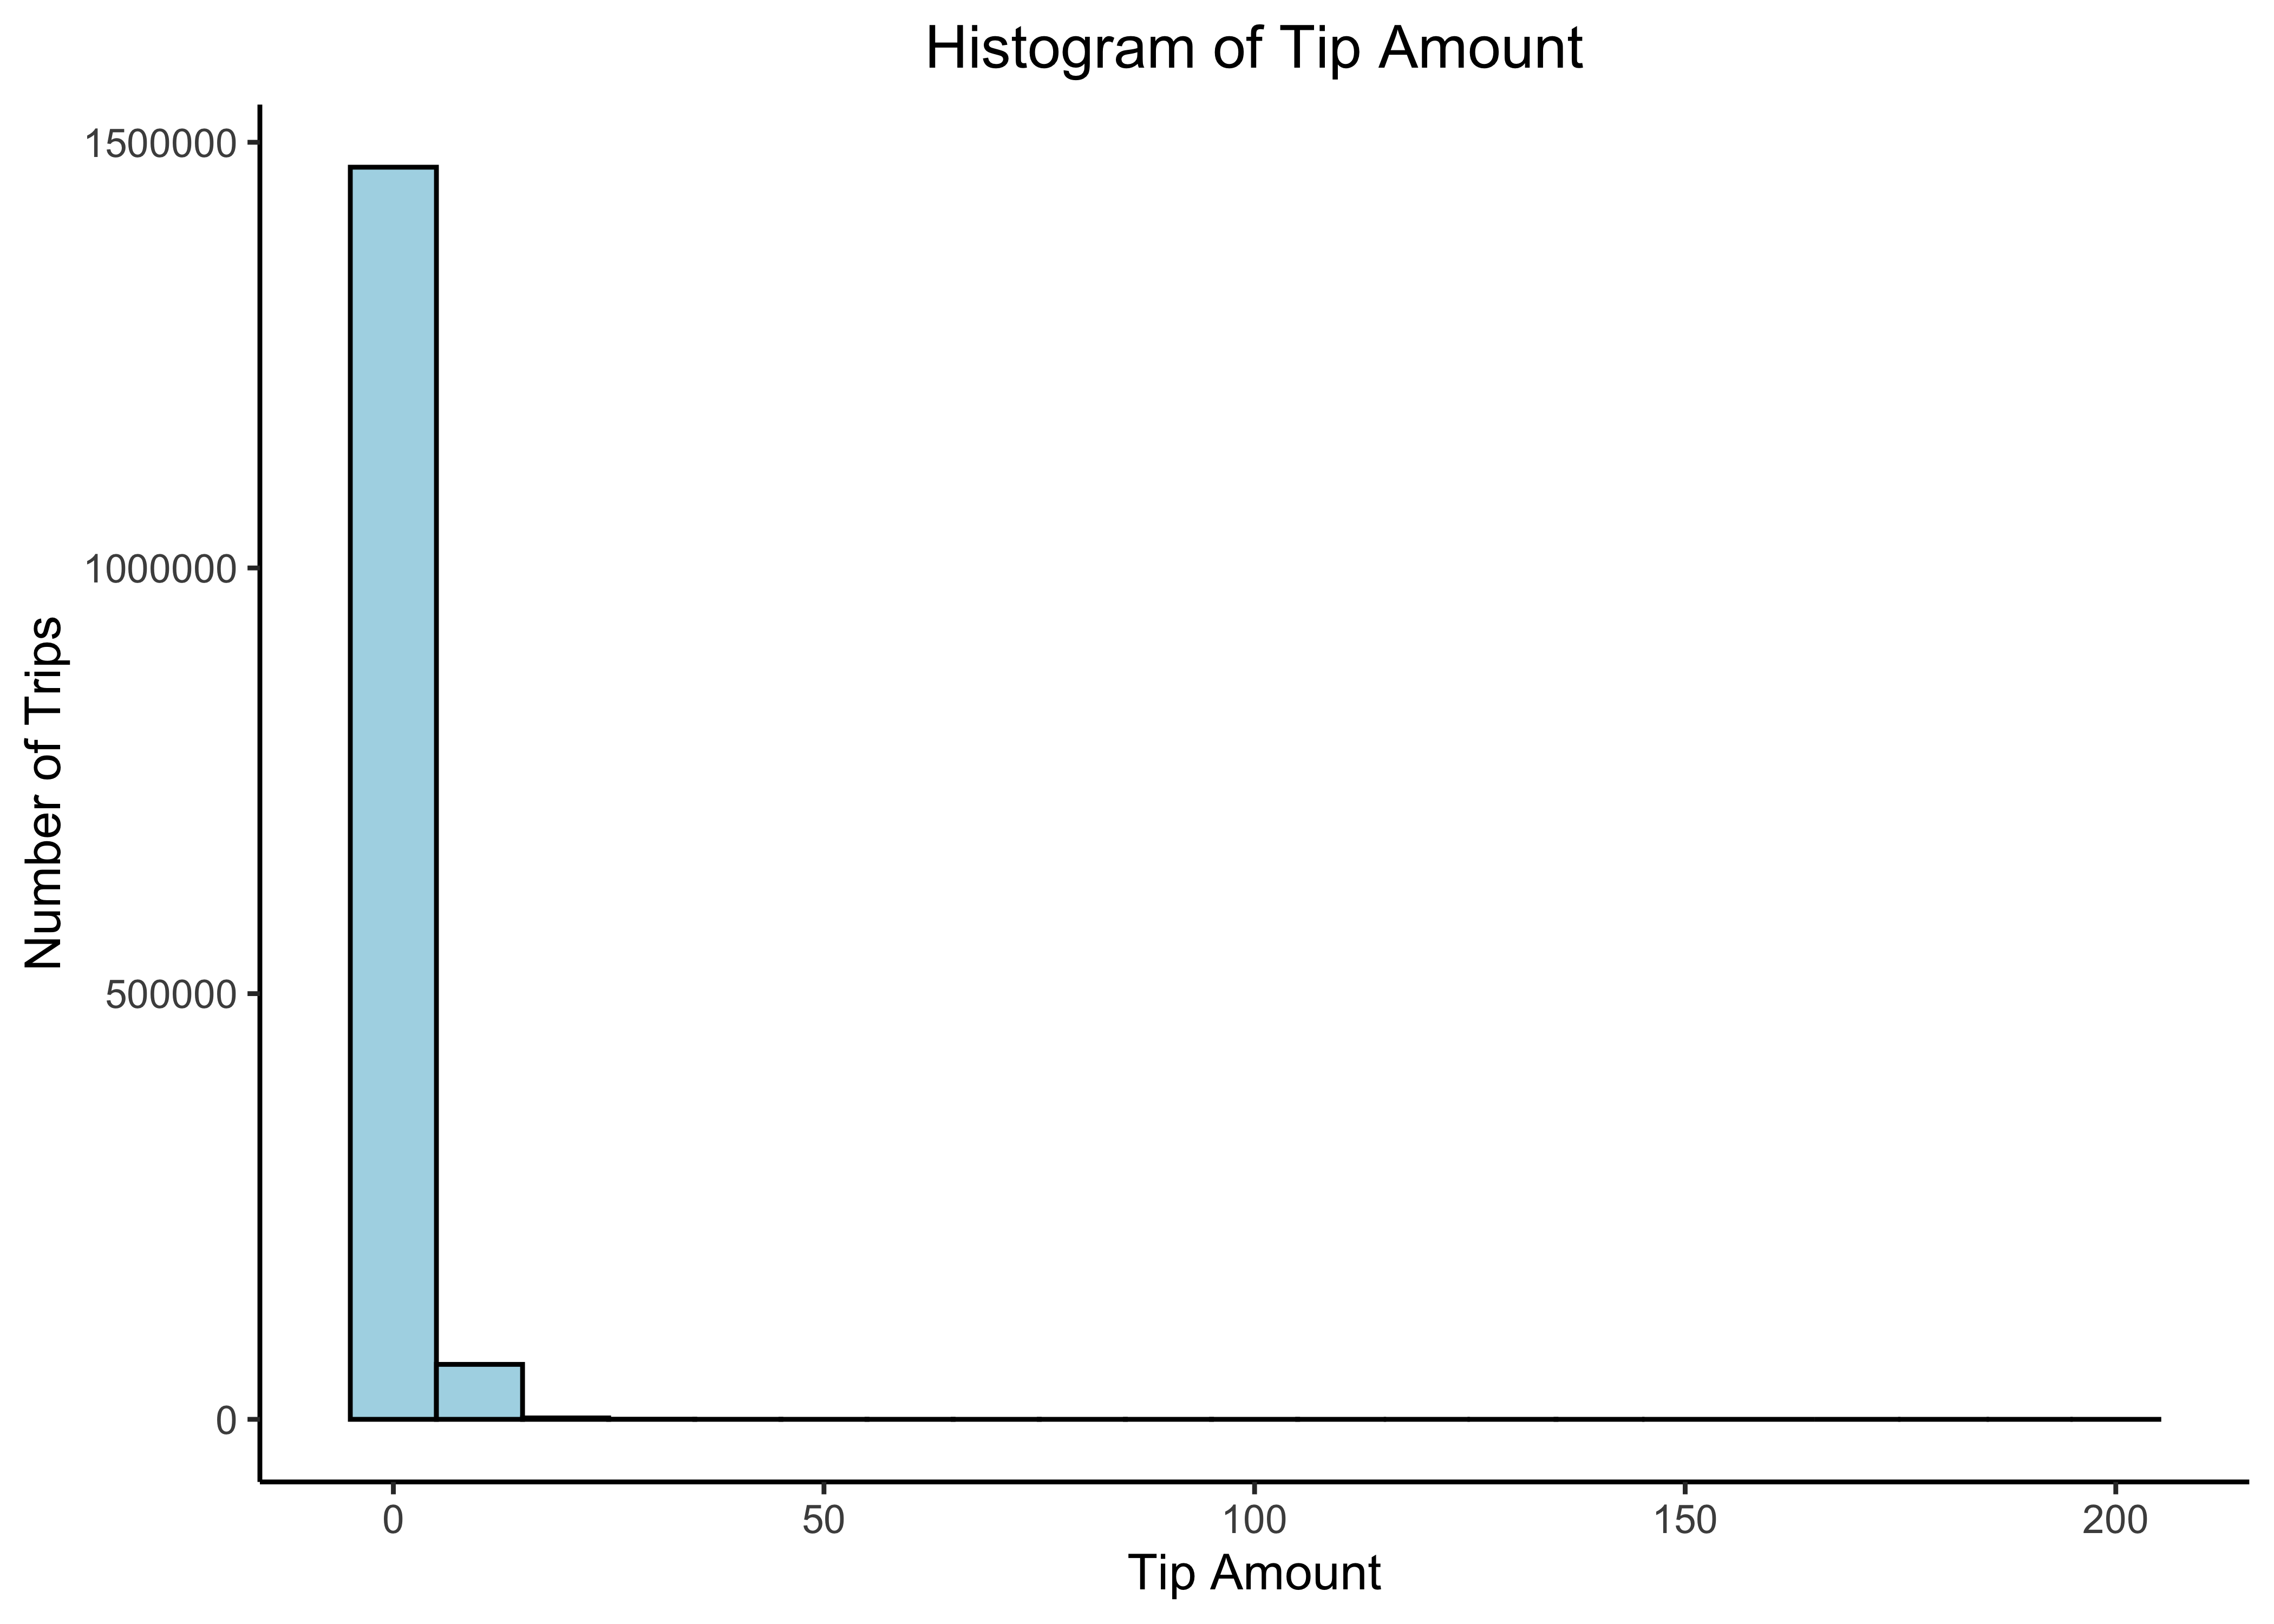 Histogram of Tip Amount
Number of Trips
1500000
1000000
500000
0
0 50 100 150 200
Tip Amount